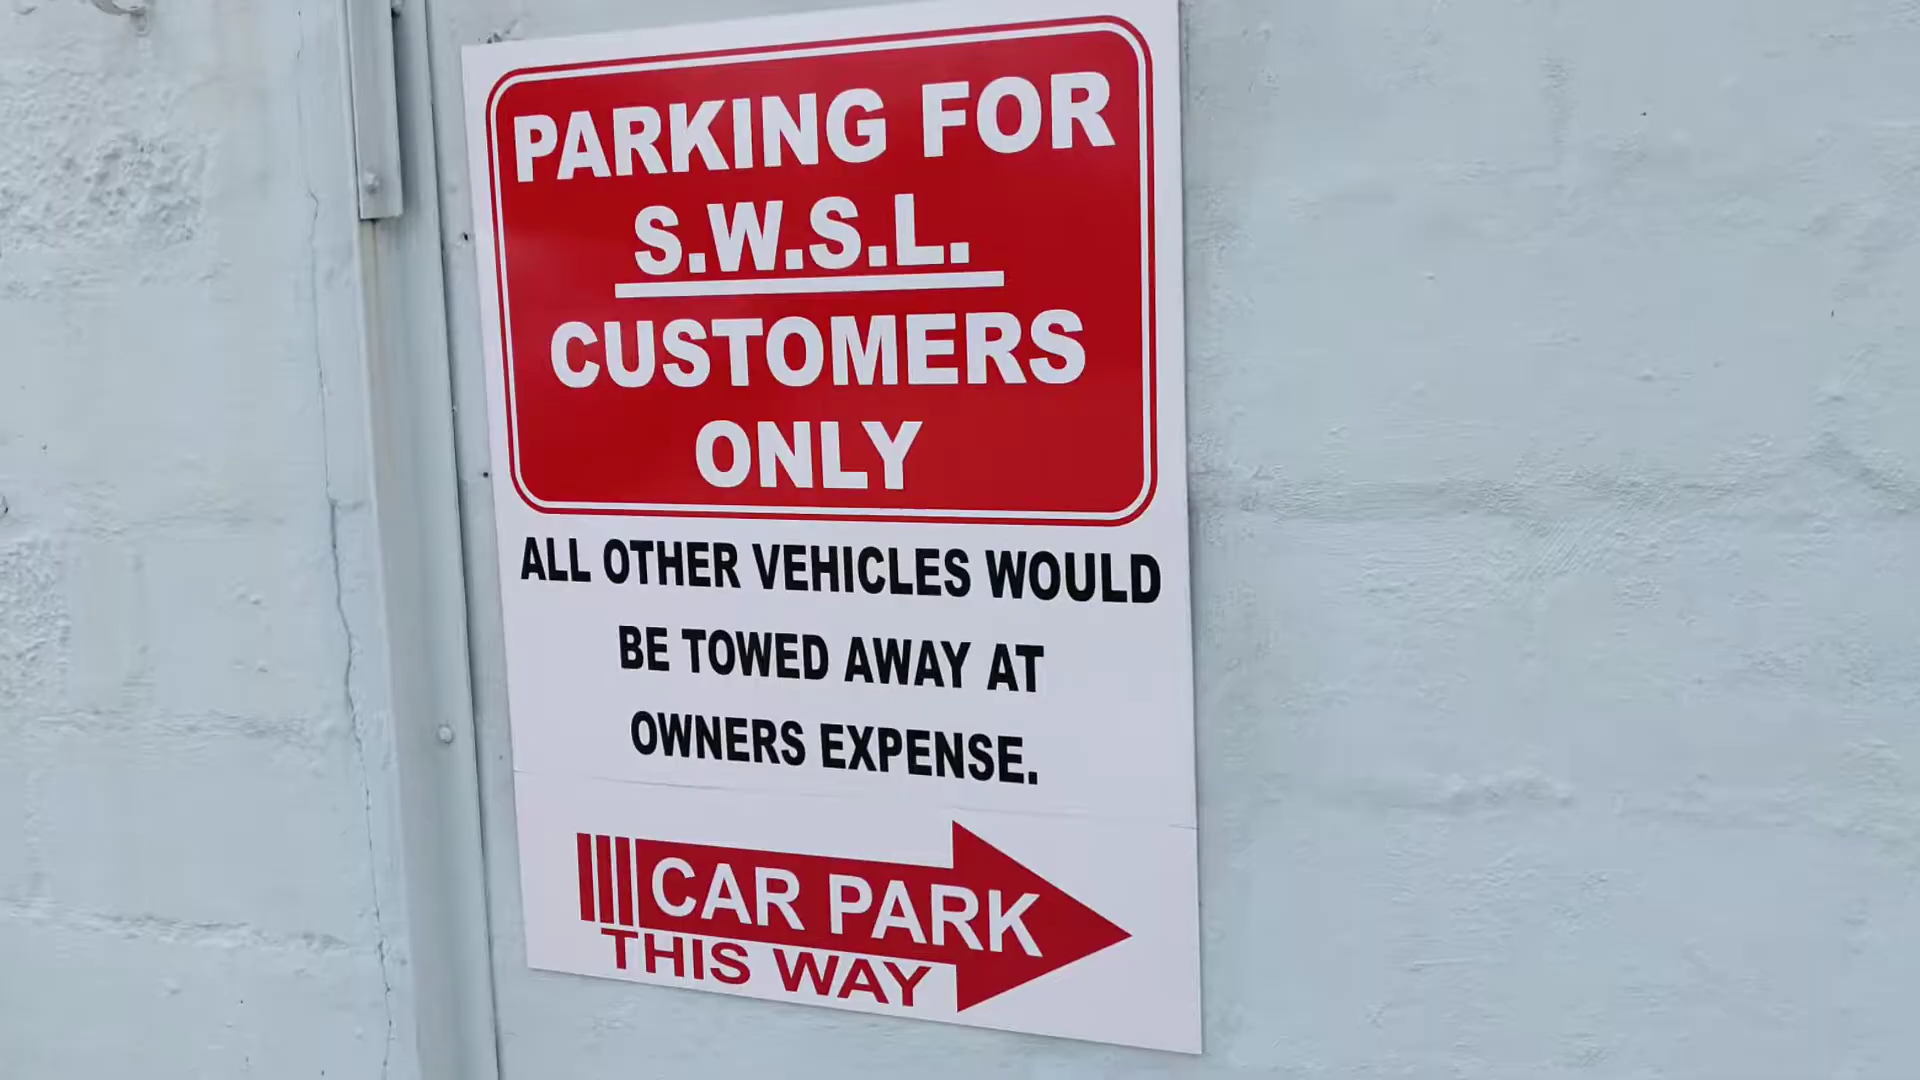 PARKING FOR
S.W.S.L.
CUSTOMERS
ONLY
ALL OTHER VEHICLES WOULD
BE TOWED AWAY AT
OWNERS EXPENSE.
CAR PARK
THIS WAY